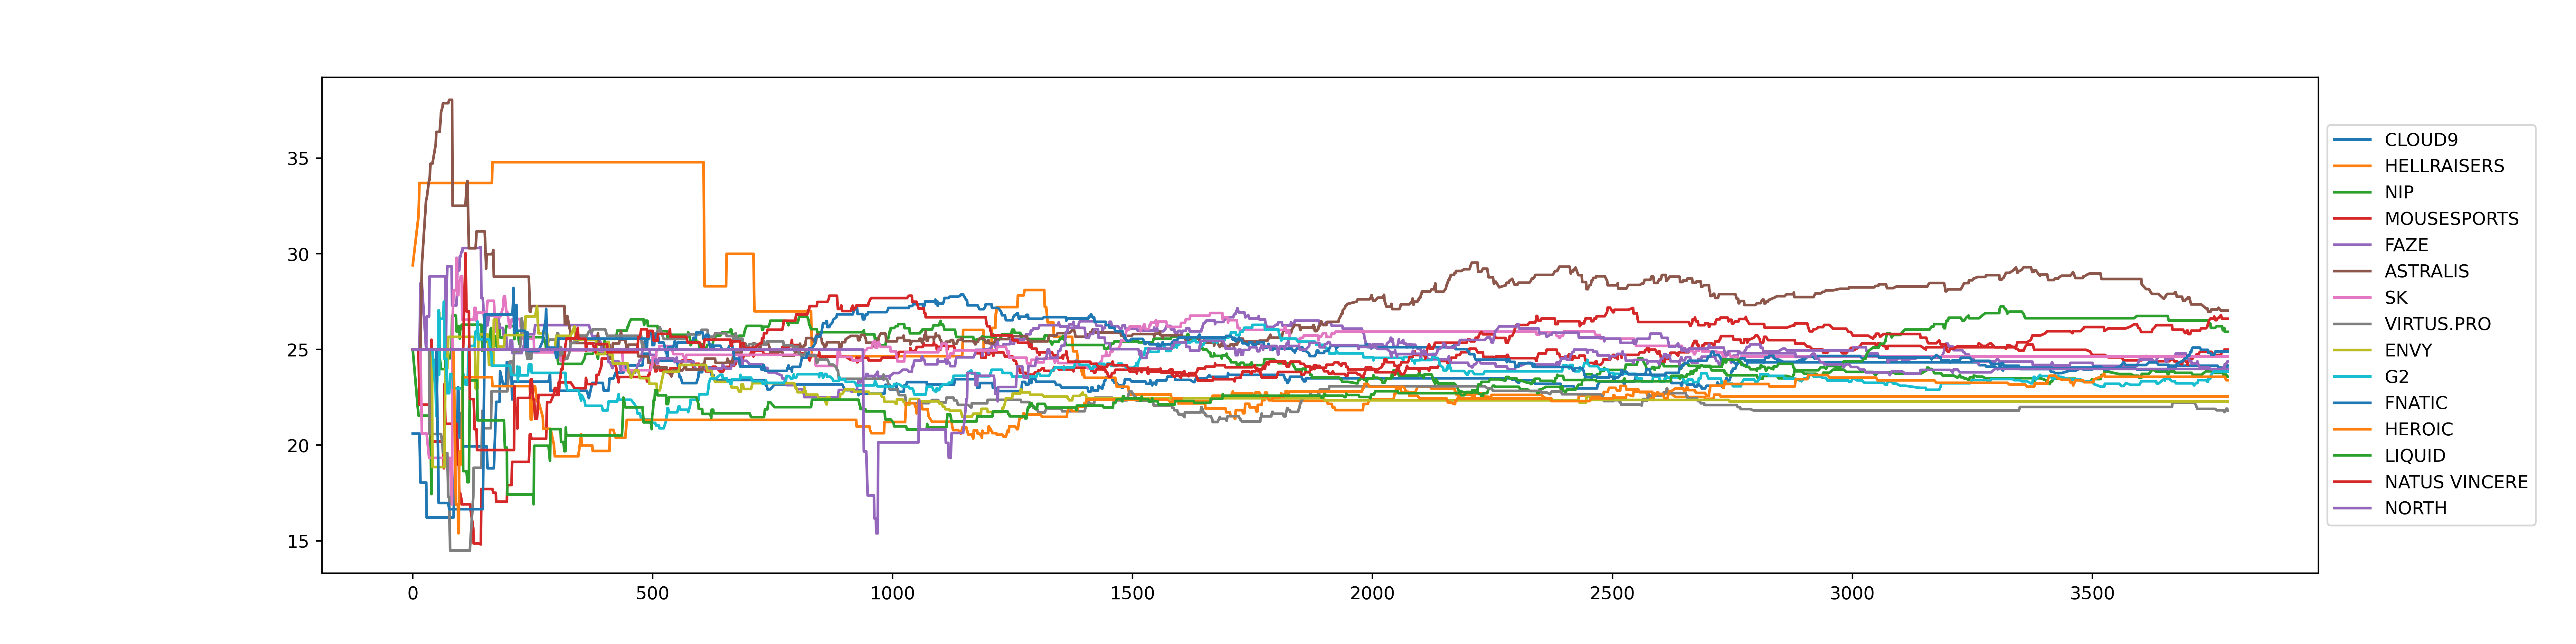 35
30
25
20
15
0 500 1000 1500 2000 2500 3000 3500
CLOUD9
HELLRAISERS
NIP
MOUSESPORTS
FAZE
ASTRALIS
SK
VIRTUS.PRO
ENVY
G2
FNATIC
HEROIC
LIQUID
NATUS VINCERE
NORTH